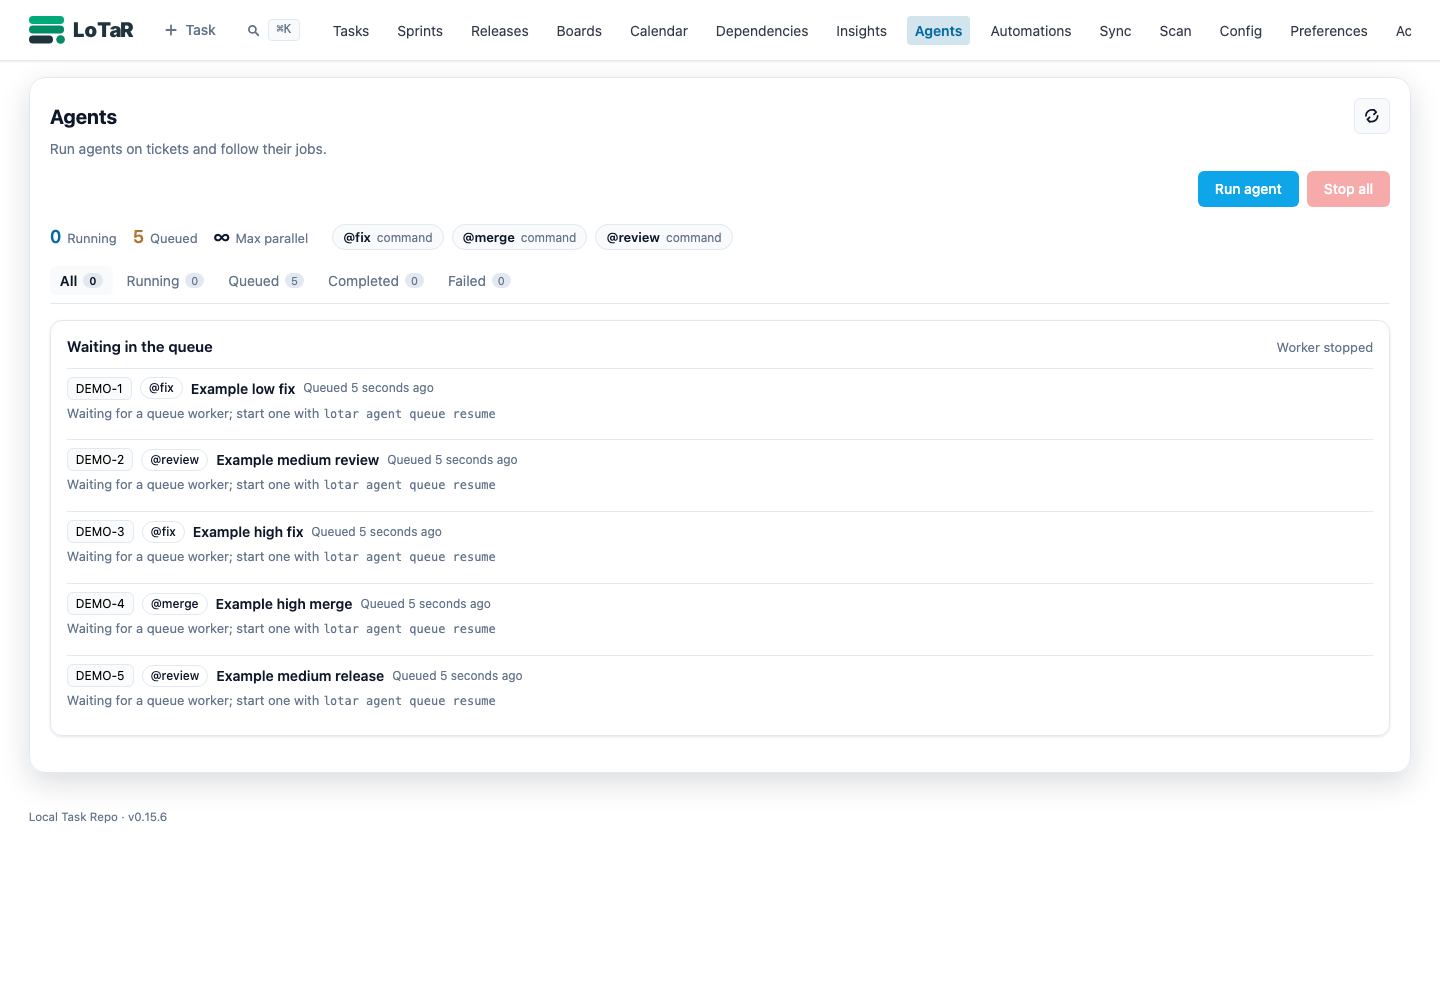 LoTaR
Task
⌘K
Tasks Sprints Releases Boards Calendar Dependencies Insights Agents Automations Sync Scan Config Preferences Ac
Agents
Run agents on tickets and follow their jobs.
Run agent Stop all
0 Running 5 Queued ∞ Max parallel @fix command @merge command @review command
All 0 Running 0 Queued 5 Completed 0 Failed 0
Waiting in the queue Worker stopped
DEMO-1 @fix Example low fix Queued 5 seconds ago
Waiting for a queue worker; start one with lotar agent queue resume
DEMO-2 @review Example medium review Queued 5 seconds ago
Waiting for a queue worker; start one with lotar agent queue resume
DEMO-3 @fix Example high fix Queued 5 seconds ago
Waiting for a queue worker; start one with lotar agent queue resume
DEMO-4 @merge Example high merge Queued 5 seconds ago
Waiting for a queue worker; start one with lotar agent queue resume
DEMO-5 @review Example medium release Queued 5 seconds ago
Waiting for a queue worker; start one with lotar agent queue resume
Local Task Repo · v0.15.6